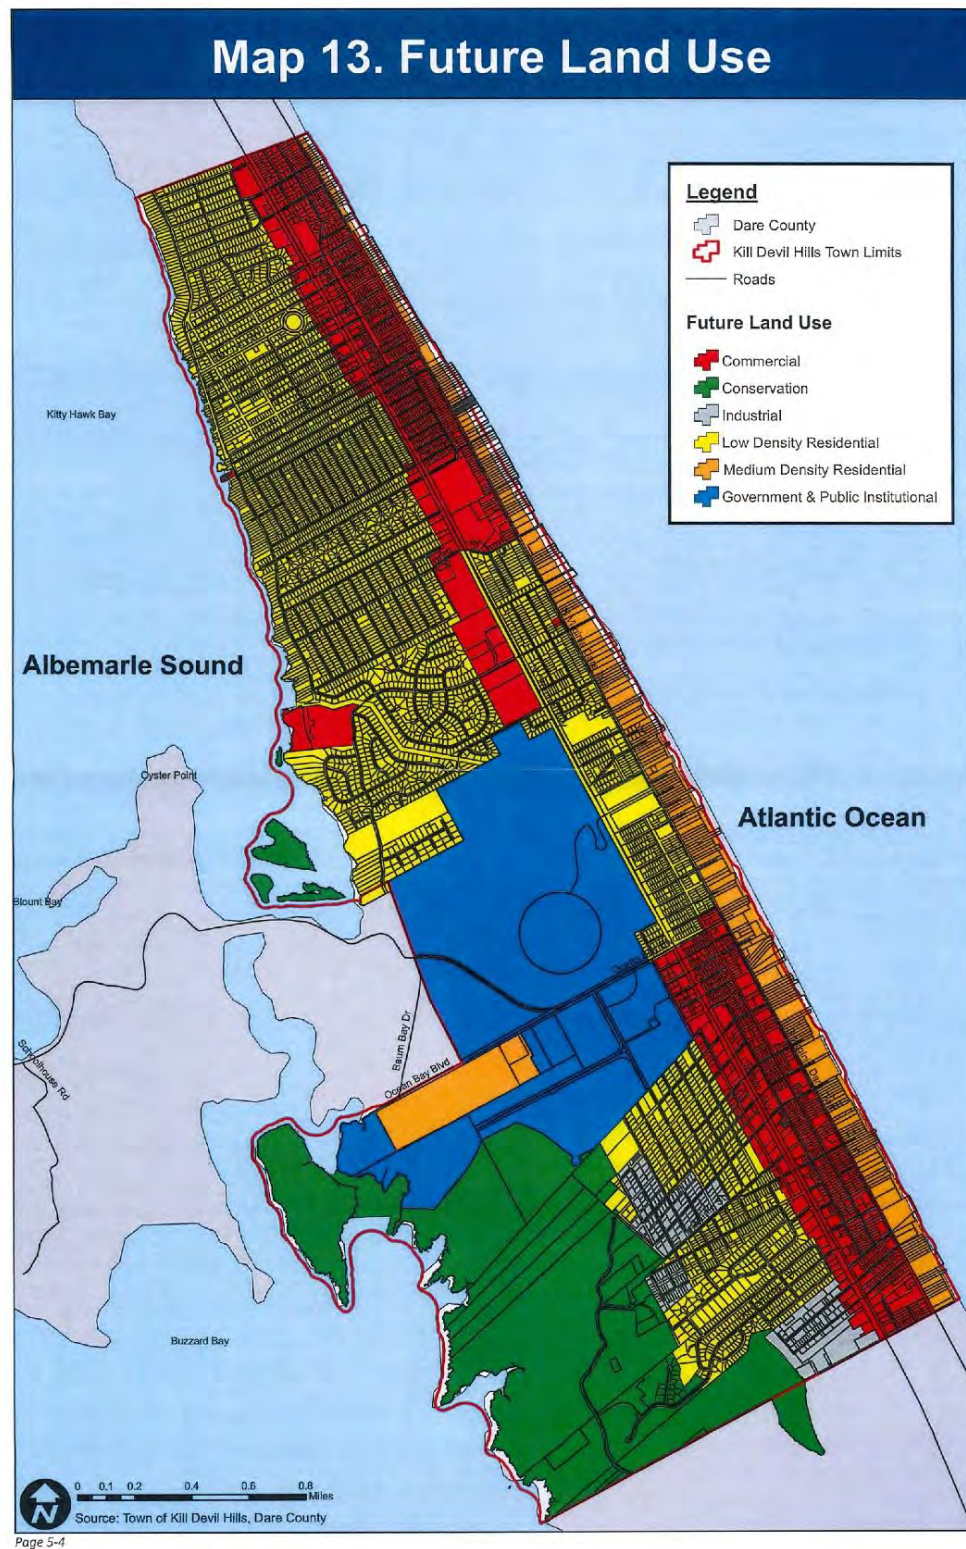 Map 13. Future Land Use
Legend
Dare County
Kill Devil Hills Town Limits
Roads
Future Land Use
Commercial
Conservation
Industrial
Low Density Residential
Medium Density Residential
Government & Public Institutional
Kitty Hawk Bay
Albemarle Sound
Oyster Point
Atlantic Ocean
Blount Bay
Schoolhouse Rd
Baum Bay Dr
Ocean Bay Blvd
Buzzard Bay
N
0 0.1 0.2 0.4 0.6 0.8
Miles
Source: Town of Kill Devil Hills, Dare County
Page 5-4